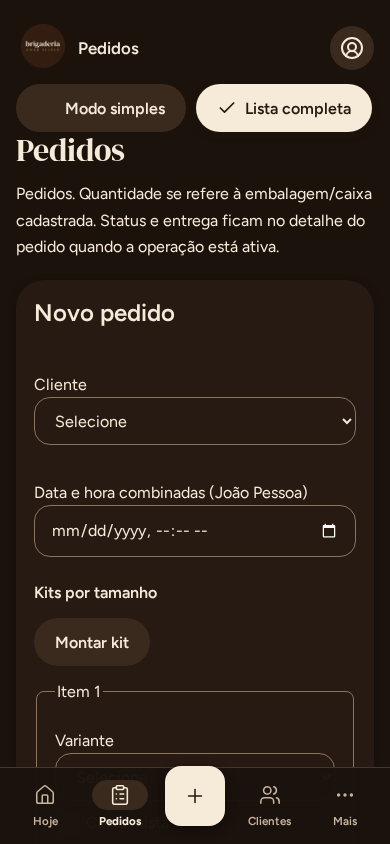 brigaderia
Pedidos
Modo simples
Lista completa
Pedidos
Pedidos. Quantidade se refere à embalagem/caixa
cadastrada. Status e entrega ficam no detalhe do
pedido quando a operação está ativa.
Novo pedido
Cliente
Selecione
Data e hora combinadas (João Pessoa)
mm/dd/yyyy, --:-- --
Kits por tamanho
Montar kit
Item 1
Variante
Hoje
Pedidos
Clientes
Mais